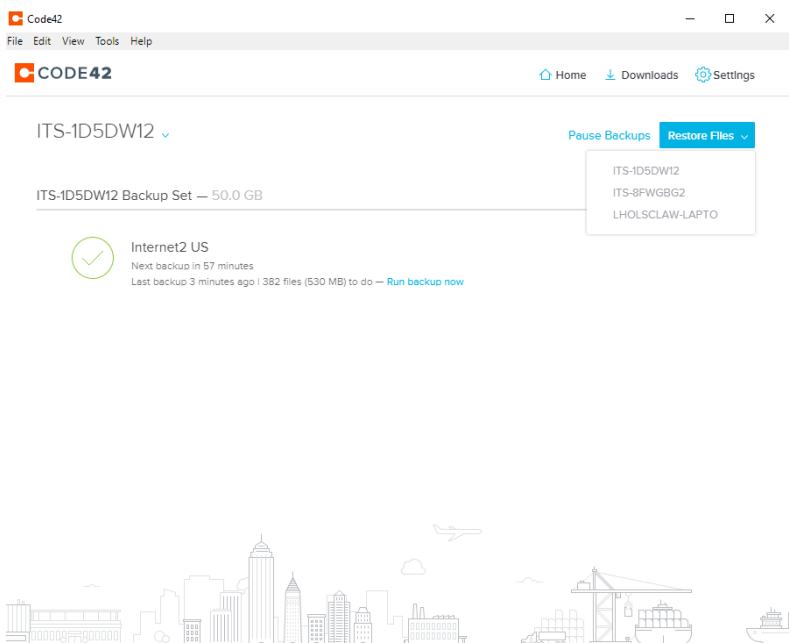 Code42
File Edit View Tools Help
CODE42
Home Downloads Settings
ITS-1D5DW12
Pause Backups Restore Files
ITS-1D5DW12
ITS-8FWGBG2
LHOLSCLAW-LAPTO
ITS-1D5DW12 Backup Set — 50.0 GB
Internet2 US
Next backup in 57 minutes
Last backup 3 minutes ago | 382 files (530 MB) to do — Run backup now